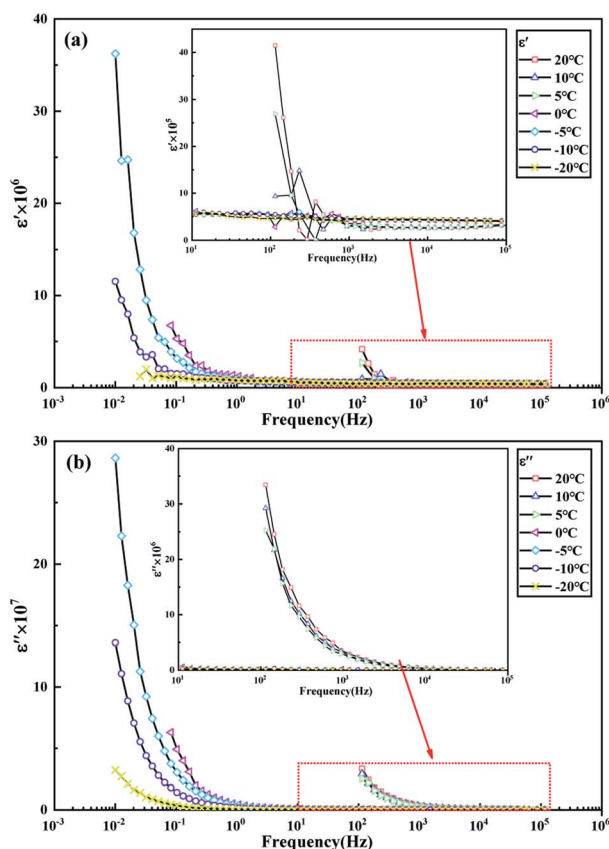 (a)
ε′
20℃
10℃
5℃
0℃
-5℃
-10℃
-20℃
ε′×10⁶
40
30
20
10
0
ε′×10⁵
40
30
20
10
0
10¹ 10² 10³ 10⁴ 10⁵
Frequency(Hz)
10⁻³ 10⁻² 10⁻¹ 10⁰ 10¹ 10² 10³ 10⁴ 10⁵ 10⁶
Frequency(Hz)
(b)
ε″
20℃
10℃
5℃
0℃
-5℃
-10℃
-20℃
ε″×10⁷
30
20
10
0
ε″×10⁶
40
30
20
10
0
10¹ 10² 10³ 10⁴ 10⁵
Frequency(Hz)
10⁻³ 10⁻² 10⁻¹ 10⁰ 10¹ 10² 10³ 10⁴ 10⁵ 10⁶
Frequency(Hz)